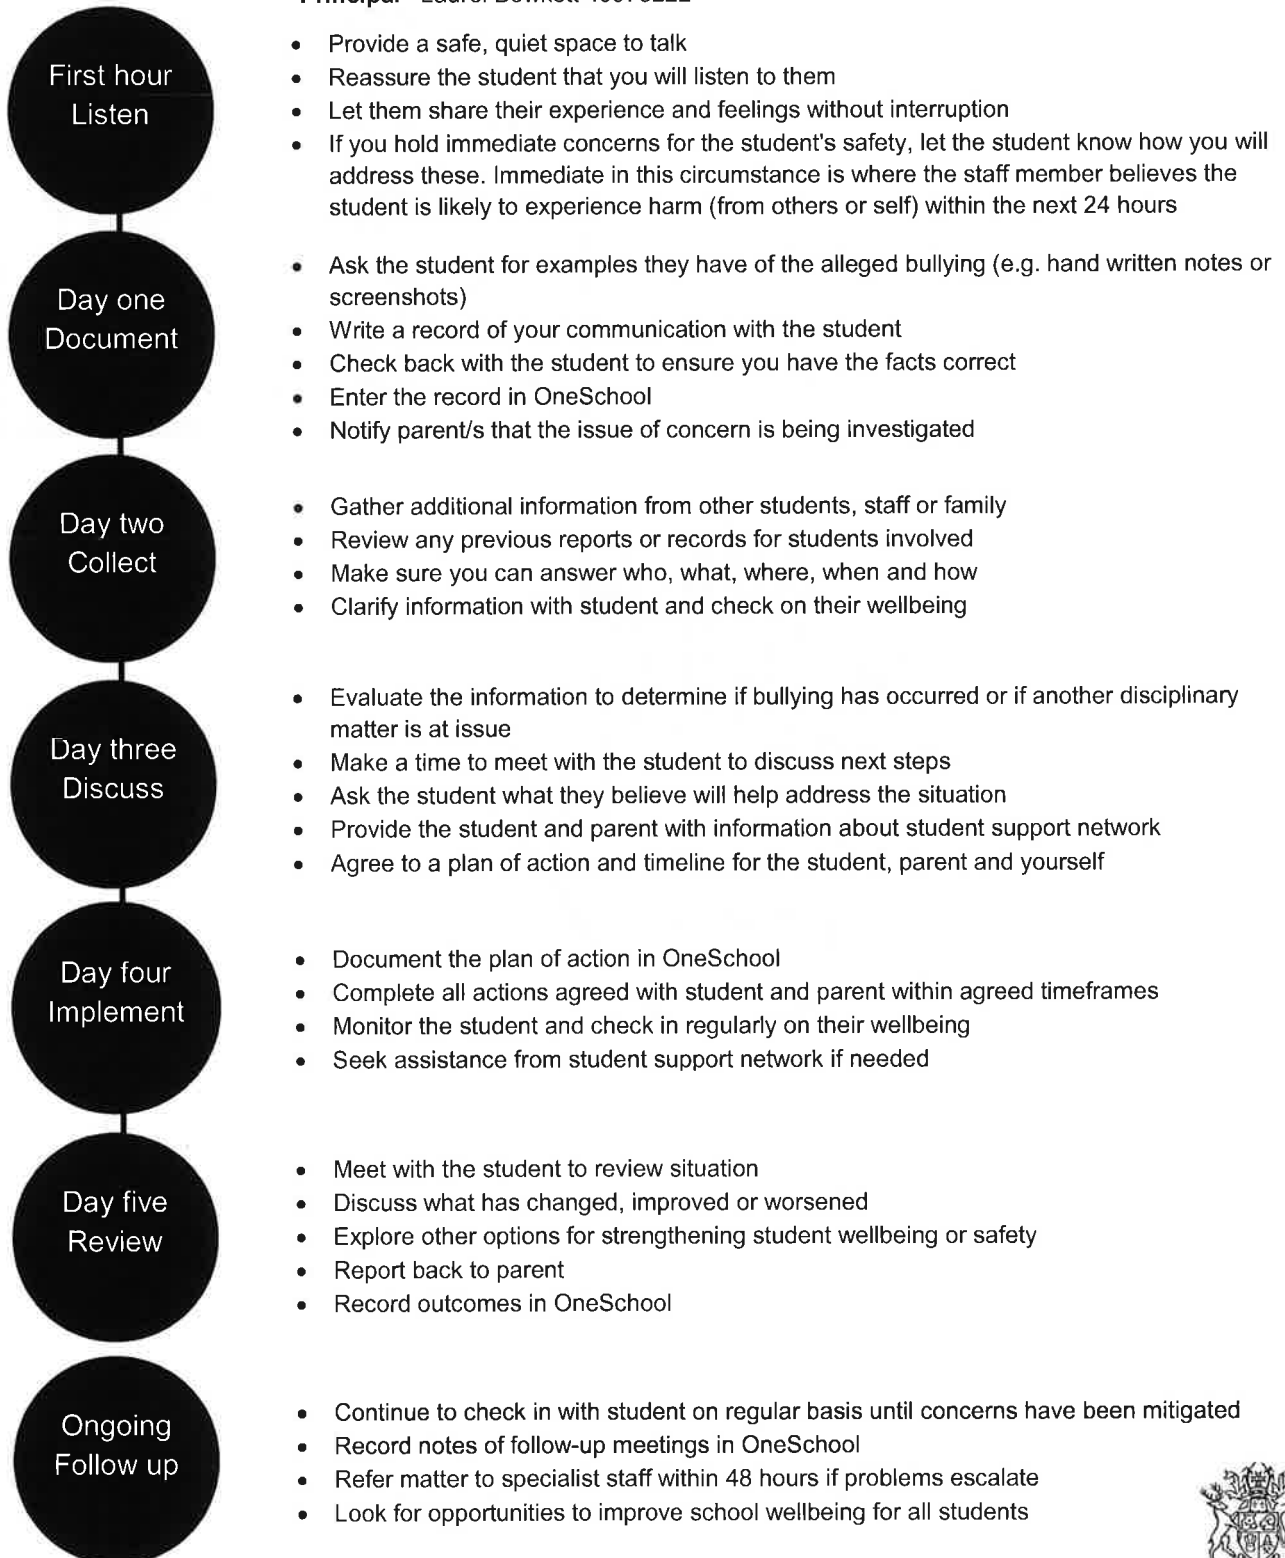 First hour
Listen
• Provide a safe, quiet space to talk
• Reassure the student that you will listen to them
• Let them share their experience and feelings without interruption
• If you hold immediate concerns for the student's safety, let the student know how you will
address these. Immediate in this circumstance is where the staff member believes the
student is likely to experience harm (from others or self) within the next 24 hours
Day one
Document
• Ask the student for examples they have of the alleged bullying (e.g. hand written notes or
screenshots)
• Write a record of your communication with the student
• Check back with the student to ensure you have the facts correct
• Enter the record in OneSchool
• Notify parent/s that the issue of concern is being investigated
Day two
Collect
• Gather additional information from other students, staff or family
• Review any previous reports or records for students involved
• Make sure you can answer who, what, where, when and how
• Clarify information with student and check on their wellbeing
Day three
Discuss
• Evaluate the information to determine if bullying has occurred or if another disciplinary
matter is at issue
• Make a time to meet with the student to discuss next steps
• Ask the student what they believe will help address the situation
• Provide the student and parent with information about student support network
• Agree to a plan of action and timeline for the student, parent and yourself
Day four
Implement
• Document the plan of action in OneSchool
• Complete all actions agreed with student and parent within agreed timeframes
• Monitor the student and check in regularly on their wellbeing
• Seek assistance from student support network if needed
Day five
Review
• Meet with the student to review situation
• Discuss what has changed, improved or worsened
• Explore other options for strengthening student wellbeing or safety
• Report back to parent
• Record outcomes in OneSchool
Ongoing
Follow up
• Continue to check in with student on regular basis until concerns have been mitigated
• Record notes of follow-up meetings in OneSchool
• Refer matter to specialist staff within 48 hours if problems escalate
• Look for opportunities to improve school wellbeing for all students